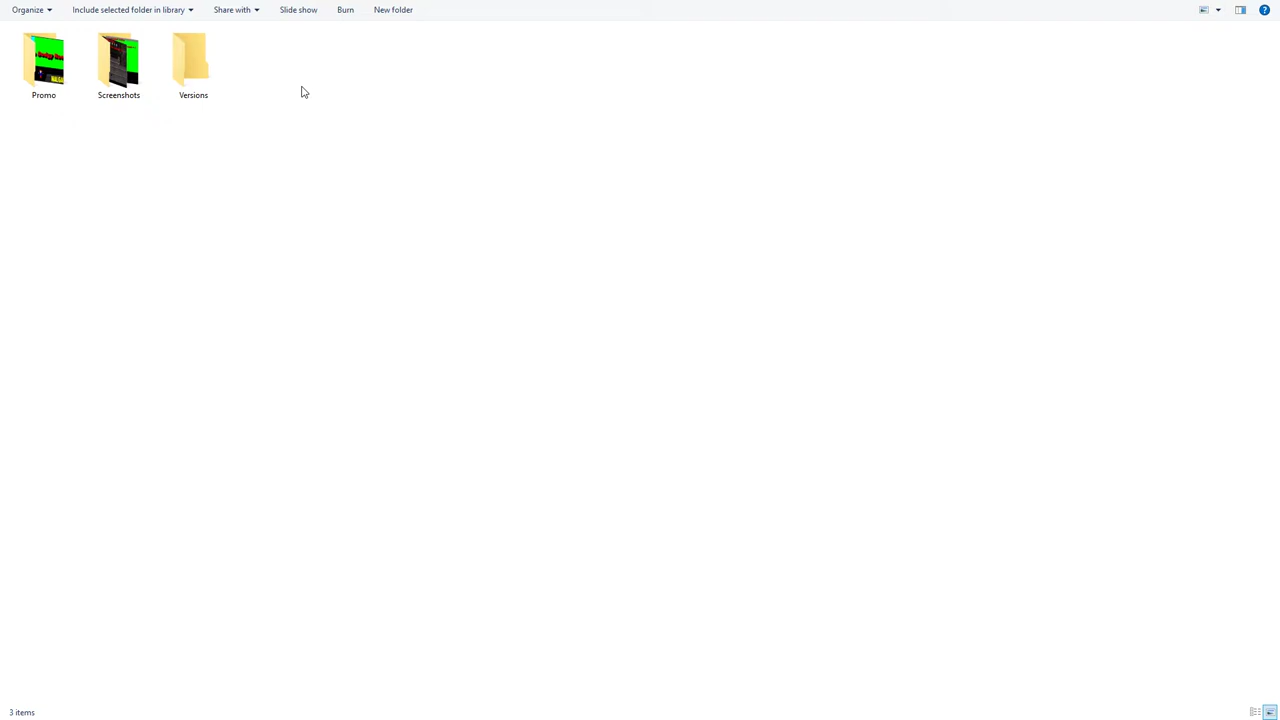 Organize Include selected folder in library Share with Slide show Burn New folder
Promo Screenshots Versions
3 items